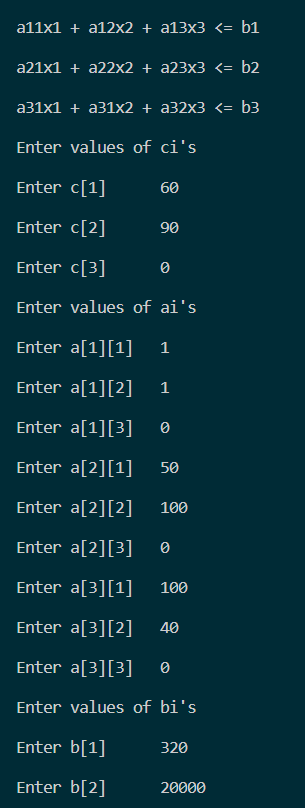 a11x1 + a12x2 + a13x3 <= b1
a21x1 + a22x2 + a23x3 <= b2
a31x1 + a31x2 + a32x3 <= b3
Enter values of ci's
Enter c[1]      60
Enter c[2]      90
Enter c[3]      0
Enter values of ai's
Enter a[1][1]   1
Enter a[1][2]   1
Enter a[1][3]   0
Enter a[2][1]   50
Enter a[2][2]   100
Enter a[2][3]   0
Enter a[3][1]   100
Enter a[3][2]   40
Enter a[3][3]   0
Enter values of bi's
Enter b[1]      320
Enter b[2]      20000